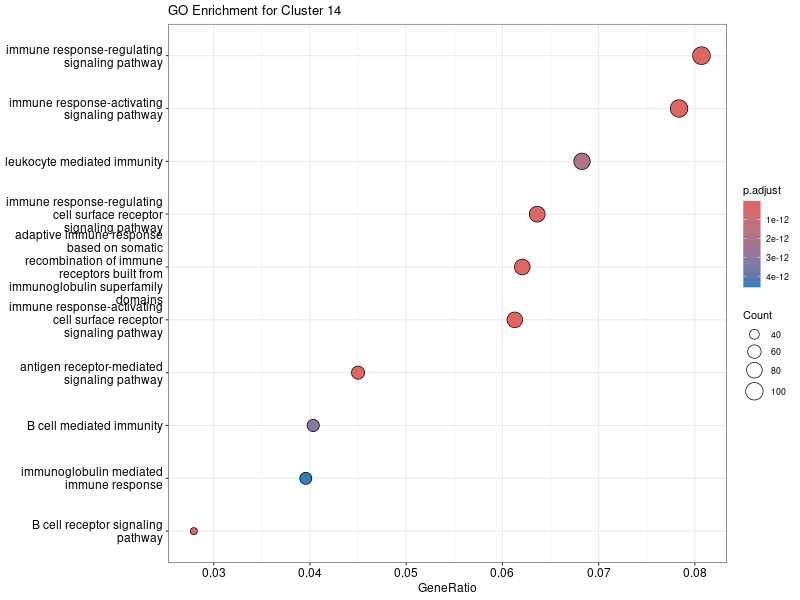 GO Enrichment for Cluster 14
immune response-regulating
signaling pathway
immune response-activating
signaling pathway
leukocyte mediated immunity
immune response-regulating
cell surface receptor
signaling pathway
adaptive immune response
based on somatic
recombination of immune
receptors built from
immunoglobulin superfamily
domains
immune response-activating
cell surface receptor
signaling pathway
antigen receptor-mediated
signaling pathway
B cell mediated immunity
immunoglobulin mediated
immune response
B cell receptor signaling
pathway
0.03 0.04 0.05 0.06 0.07 0.08
GeneRatio
p.adjust
1e-12
2e-12
3e-12
4e-12
Count
40
60
80
100